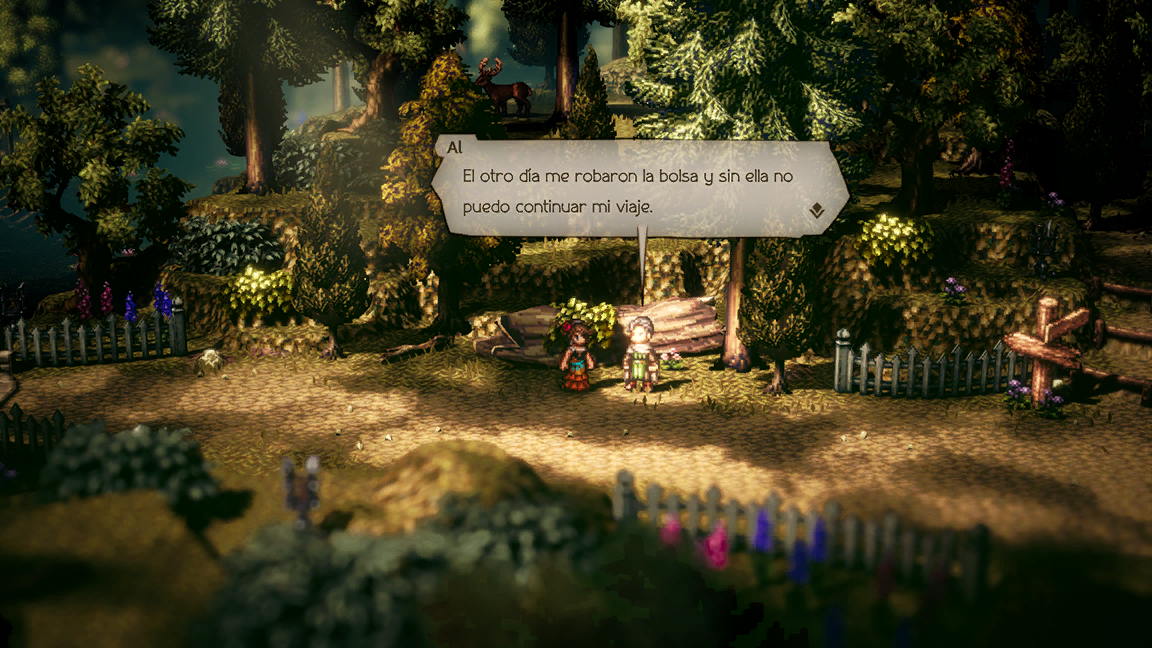 Al
El otro día me robaron la bolsa y sin ella no
puedo continuar mi viaje.